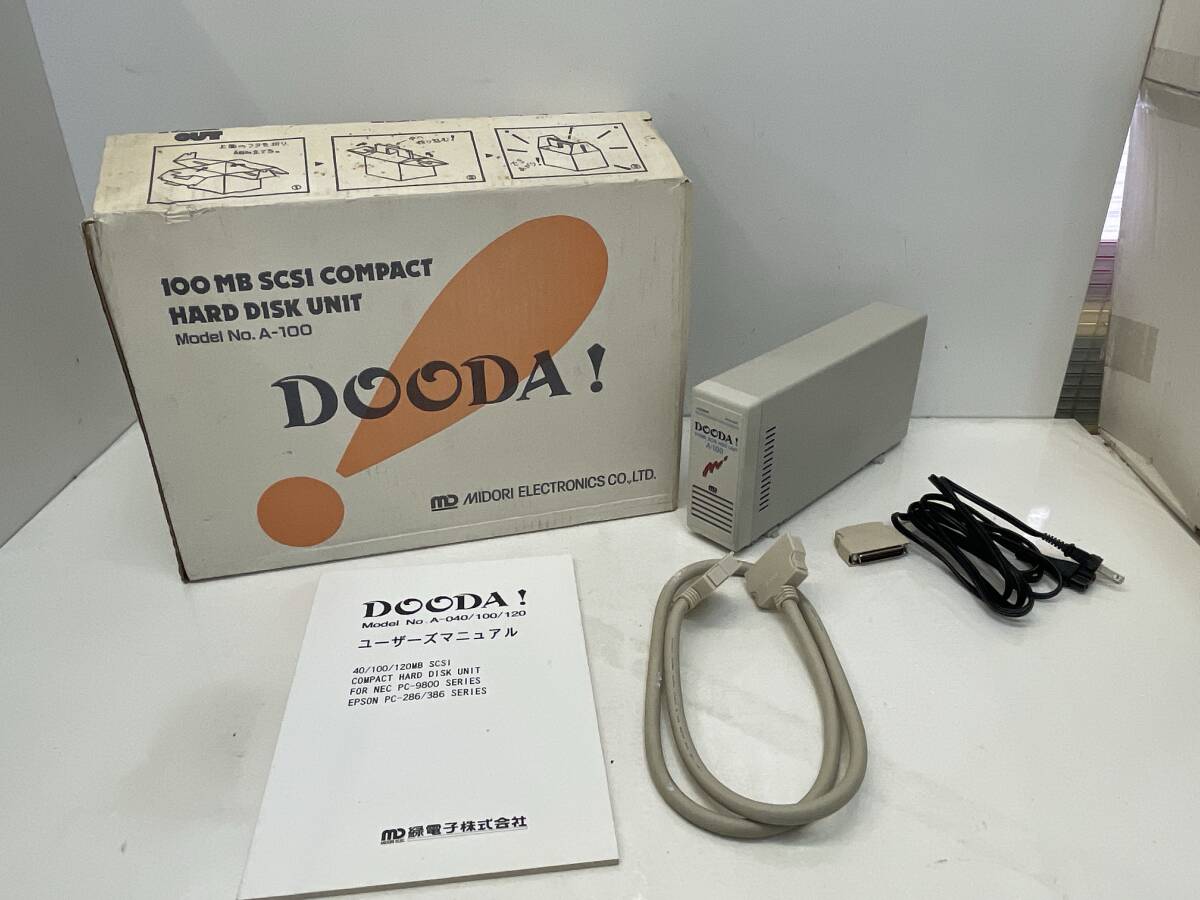 OUT
100 MB SCSI COMPACT
HARD DISK UNIT
Model No. A-100
DOODA!
MD MIDORI ELECTRONICS CO.,LTD.
DOODA!
A-100
DOODA!
Model No. A-040/100/120
ユーザーズマニュアル
40/100/120MB SCSI
COMPACT HARD DISK UNIT
FOR NEC PC-9800 SERIES
EPSON PC-286/386 SERIES
MD 緑電子株式会社